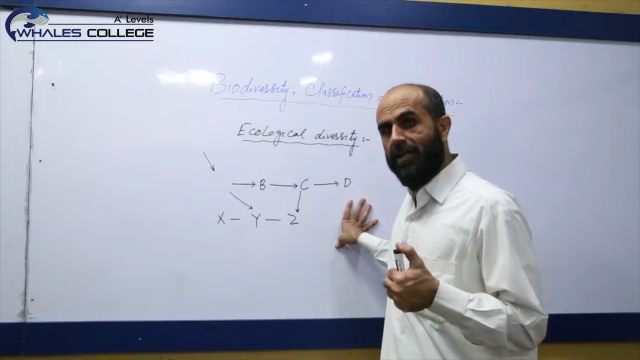 A' Levels
WHALES COLLEGE
Biodiversity, Classification
Ecological diversity:-
B C D
X - Y - Z